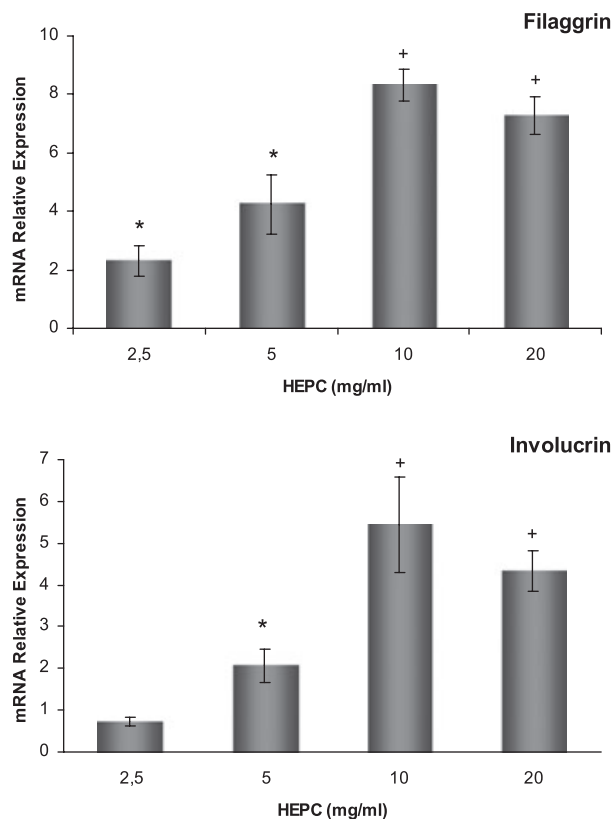 Filaggrin
mRNA Relative Expression
10
8
6
4
2
0
*
*
+
+
2,5 5 10 20
HEPC (mg/ml)
Involucrin
mRNA Relative Expression
7
6
5
4
3
2
1
0
*
+
+
2,5 5 10 20
HEPC (mg/ml)